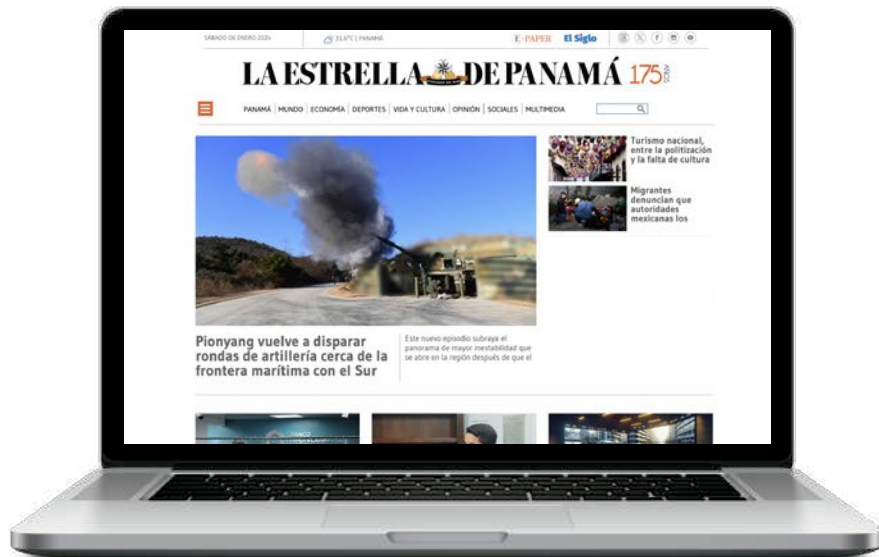 SÁBADO 06 ENERO 2024
31.6°C | PANAMÁ
E-PAPER
El Siglo
LA ESTRELLA DE PANAMÁ 175 AÑOS
PANAMÁ | MUNDO | ECONOMÍA | DEPORTES | VIDA Y CULTURA | OPINIÓN | SOCIALES | MULTIMEDIA
Turismo nacional,
entre la politización
y la falta de cultura
Migrantes
denuncian que
autoridades
mexicanas los
Pionyang vuelve a disparar
rondas de artillería cerca de la
frontera marítima con el Sur
Este nuevo episodio subraya el
panorama de mayor inestabilidad que
se abre en la región después de que el